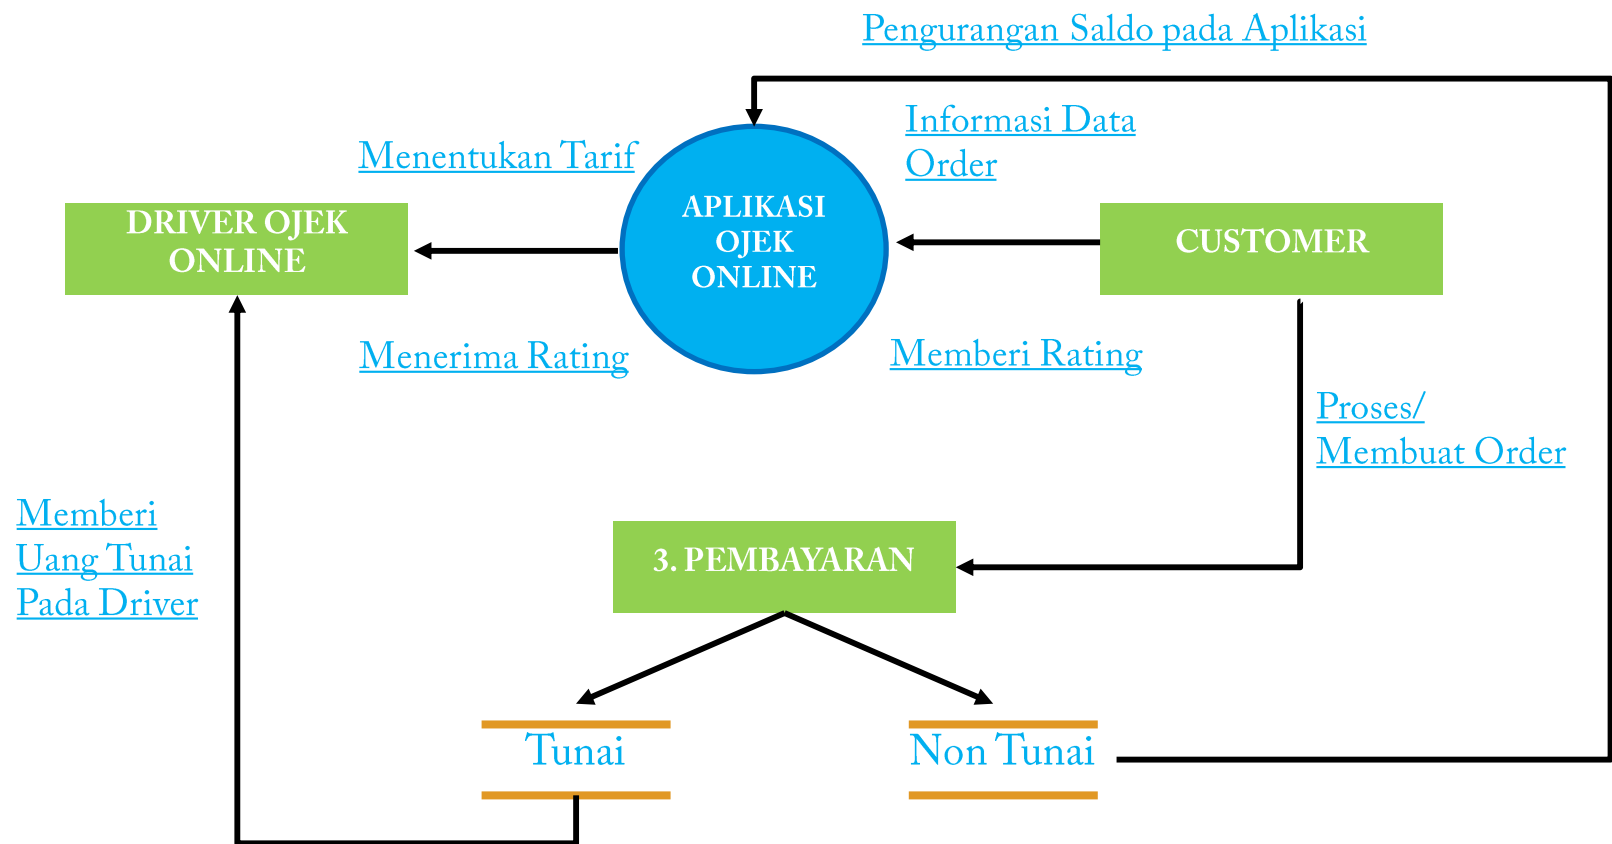 Pengurangan Saldo pada Aplikasi
Informasi Data
Order
Menentukan Tarif
APLIKASI
OJEK
ONLINE
DRIVER OJEK
ONLINE
CUSTOMER
Menerima Rating
Memberi Rating
Proses/
Membuat Order
Memberi
Uang Tunai
Pada Driver
3. PEMBAYARAN
Tunai
Non Tunai